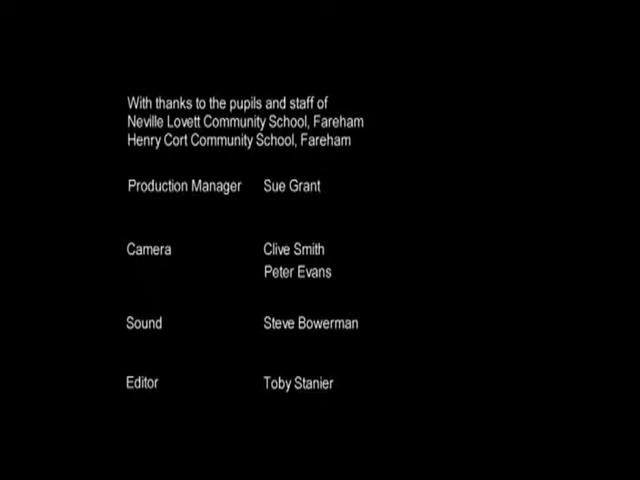 With thanks to the pupils and staff of
Neville Lovett Community School, Fareham
Henry Cort Community School, Fareham
Production Manager Sue Grant
Camera Clive Smith
Peter Evans
Sound Steve Bowerman
Editor Toby Stanier